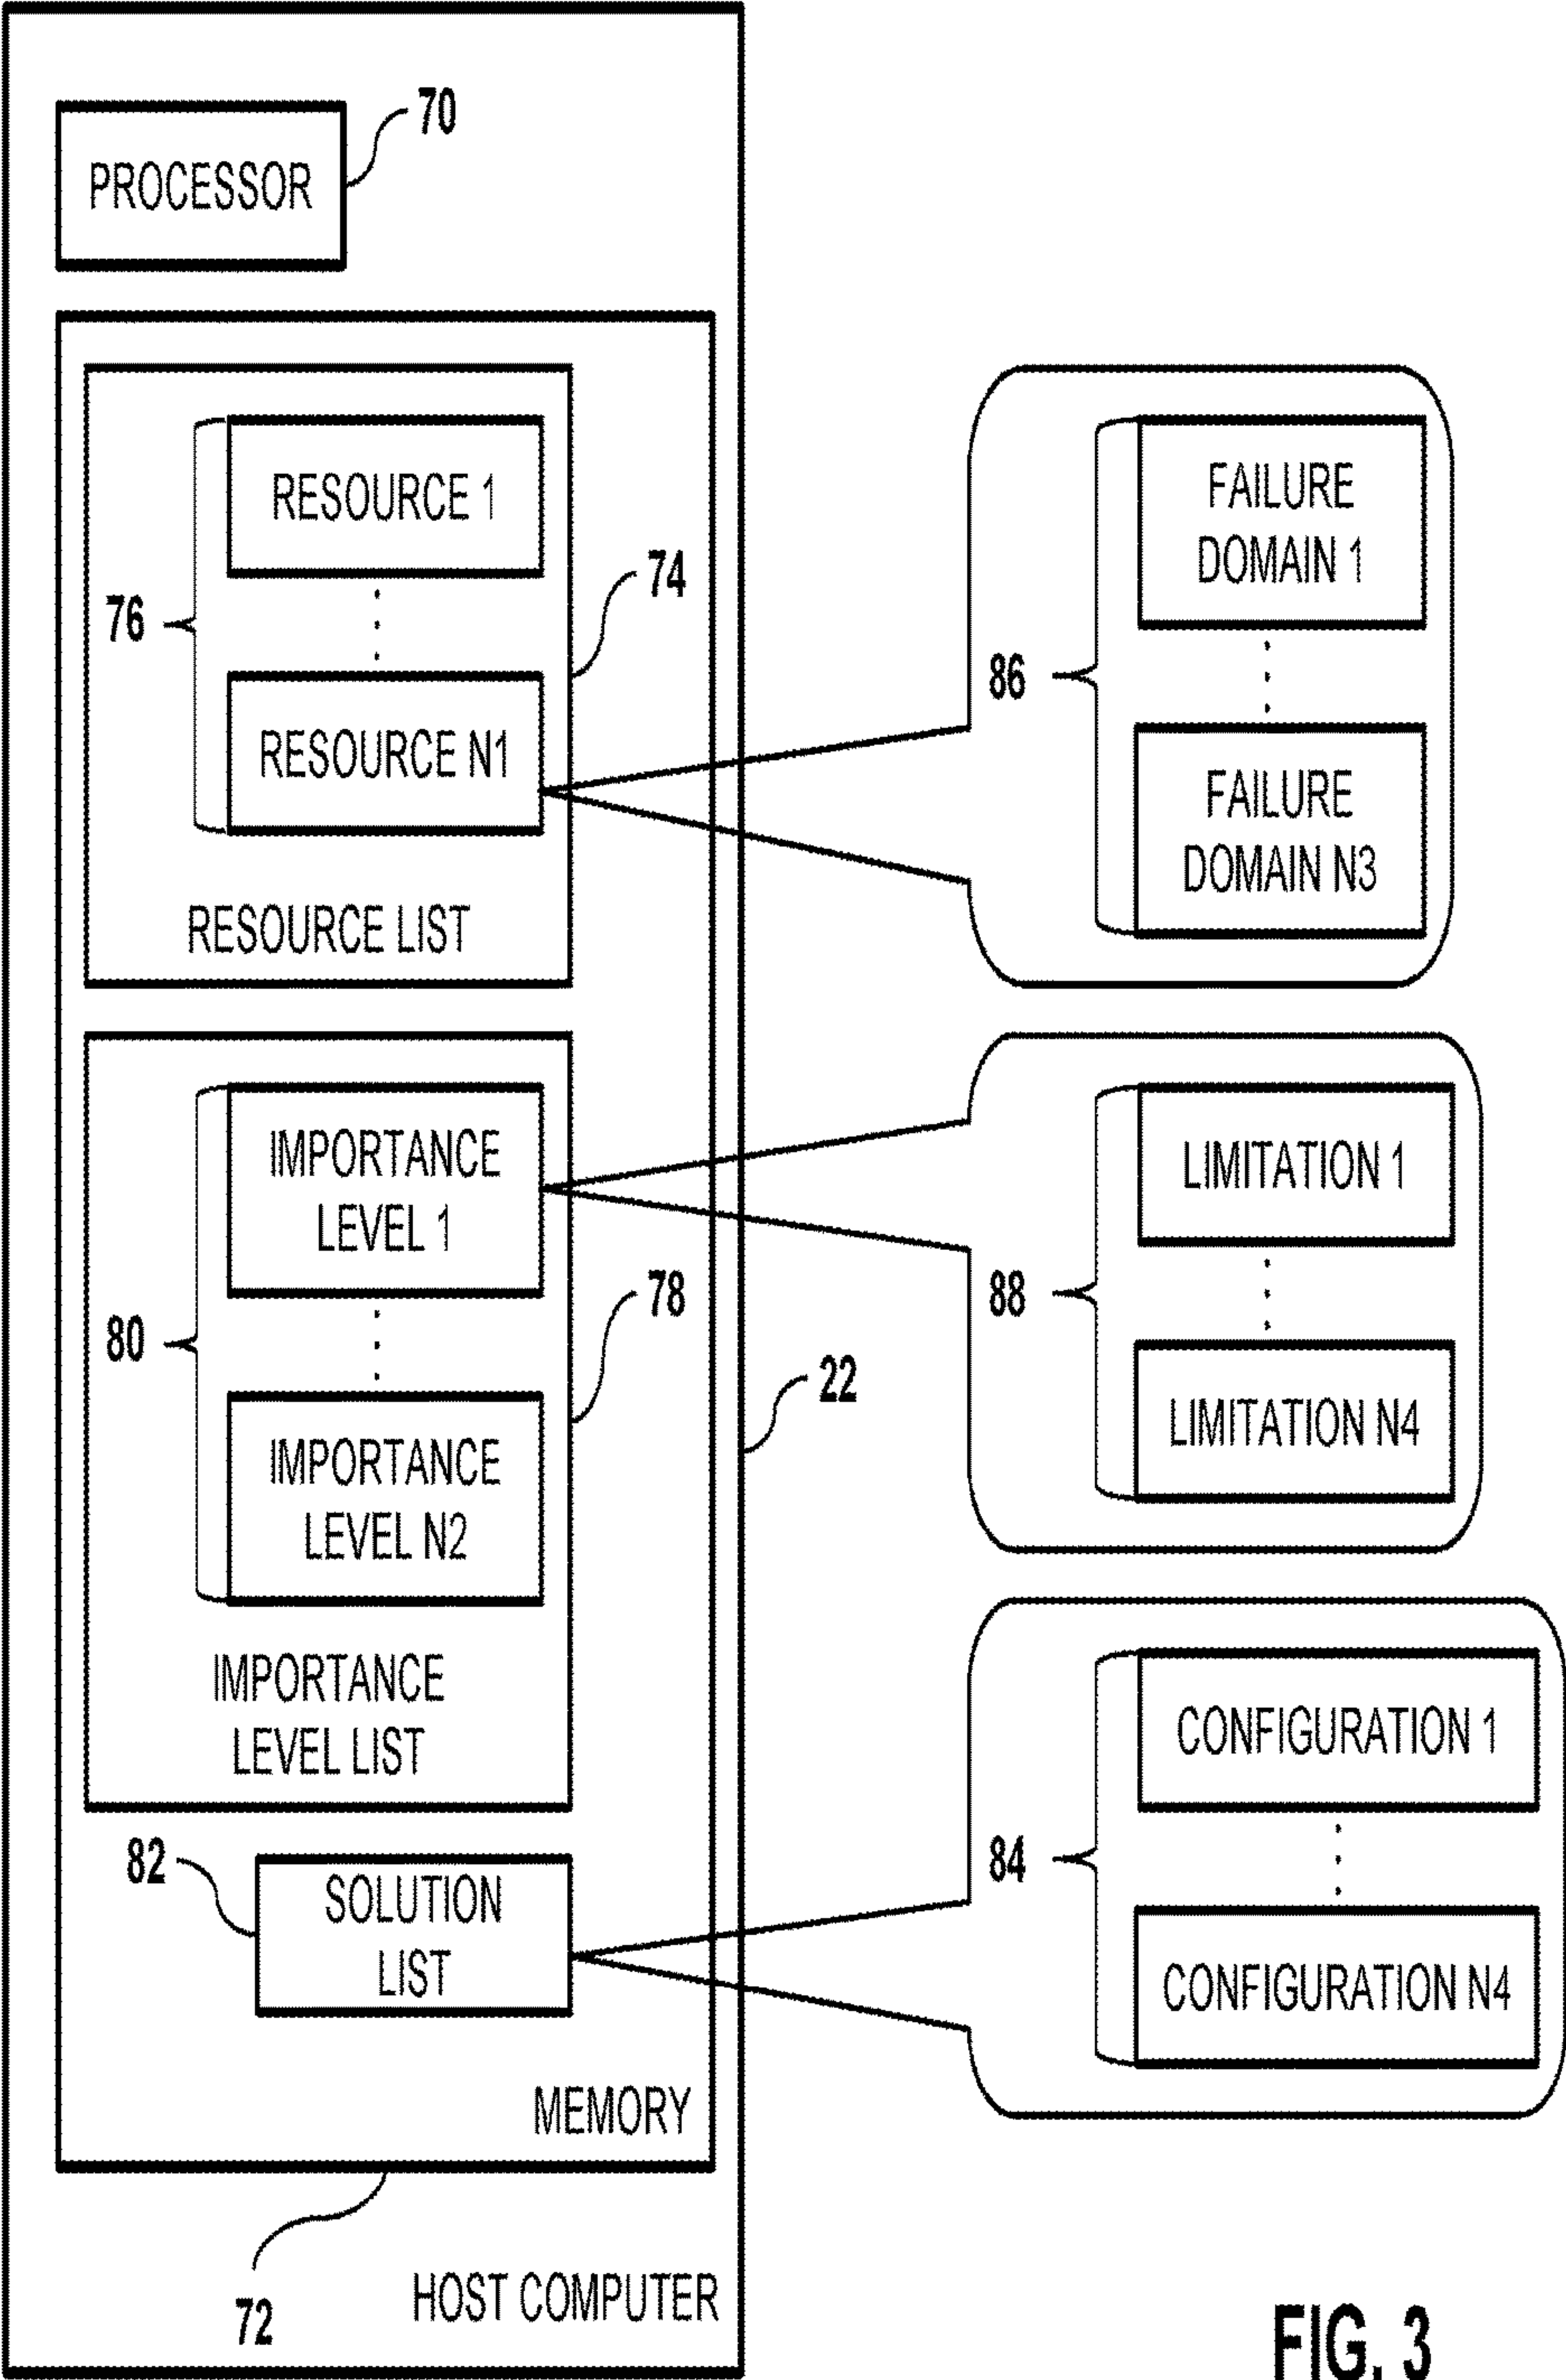 PROCESSOR
70
RESOURCE 1
76
74
RESOURCE N1
RESOURCE LIST
FAILURE
DOMAIN 1
86
FAILURE
DOMAIN N3
IMPORTANCE
LEVEL 1
80
78
IMPORTANCE
LEVEL N2
IMPORTANCE
LEVEL LIST
22
LIMITATION 1
88
LIMITATION N4
82
SOLUTION
LIST
CONFIGURATION 1
84
CONFIGURATION N4
MEMORY
72
HOST COMPUTER
FIG. 3